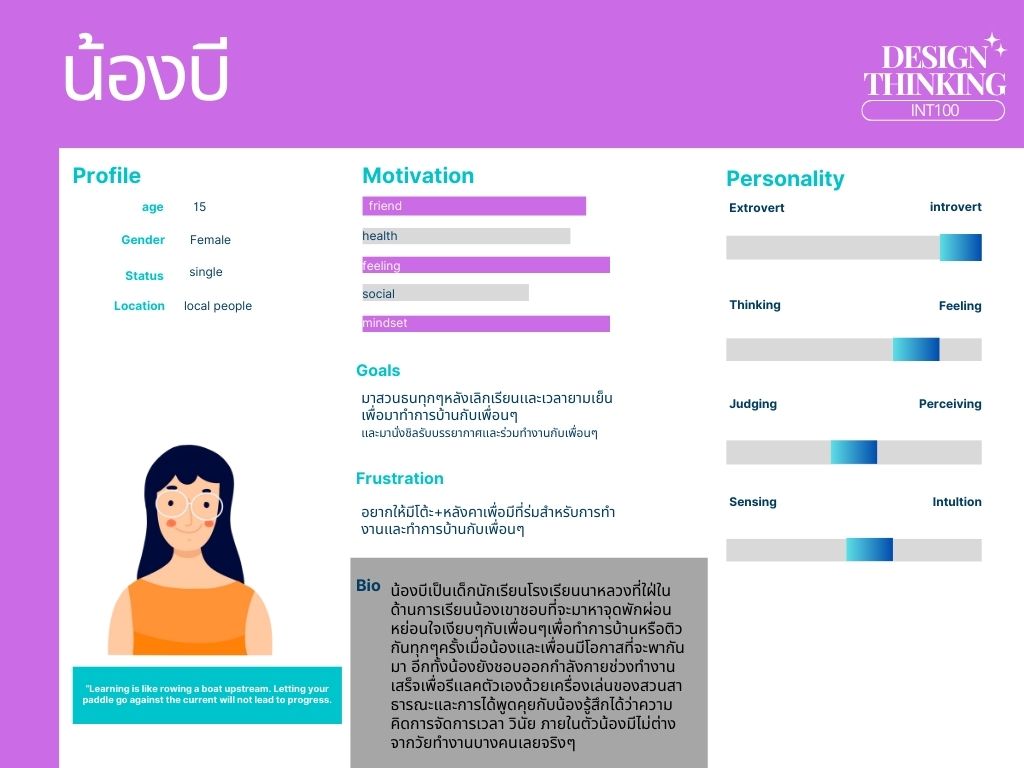 น้องบี
DESIGN
THINKING
INT100
Profile
age 15
Gender Female
Status single
Location local people
"Learning is like rowing a boat upstream. Letting your
paddle go against the current will not lead to progress.
Motivation
friend
health
feeling
social
mindset
Goals
มาสวนธนทุกๆหลังเลิกเรียนและเวลายามเย็น
เพื่อมาทำการบ้านกับเพื่อนๆ
และมานั่งชิลรับบรรยากาศและร่วมทำงานกับเพื่อนๆ
Frustration
อยากให้มีโต้ะ+หลังคาเพื่อมีที่ร่มสำหรับการทำ
งานและทำการบ้านกับเพื่อนๆ
Bio
น้องบีเป็นเด็กนักเรียนโรงเรียนนาหลวงที่ใฝ่ใน
ด้านการเรียนน้องเขาชอบที่จะมาหาจุดพักผ่อน
หย่อนใจเงียบๆกับเพื่อนๆเพื่อทำการบ้านหรือติว
กันทุกๆครั้งเมื่อน้องและเพื่อนมีโอกาสที่จะพากัน
มา อีกทั้งน้องยังชอบออกกำลังกายช่วงทำงาน
เสร็จเพื่อรีแลคตัวเองด้วยเครื่องเล่นของสวนสา
ธารณะและการได้พูดคุยกับน้องรู้สึกได้ว่าความ
คิดการจัดการเวลา วินัย ภายในตัวน้องมีไม่ต่าง
จากวัยทำงานบางคนเลยจริงๆ
Personality
Extrovert introvert
Thinking Feeling
Judging Perceiving
Sensing Intultion